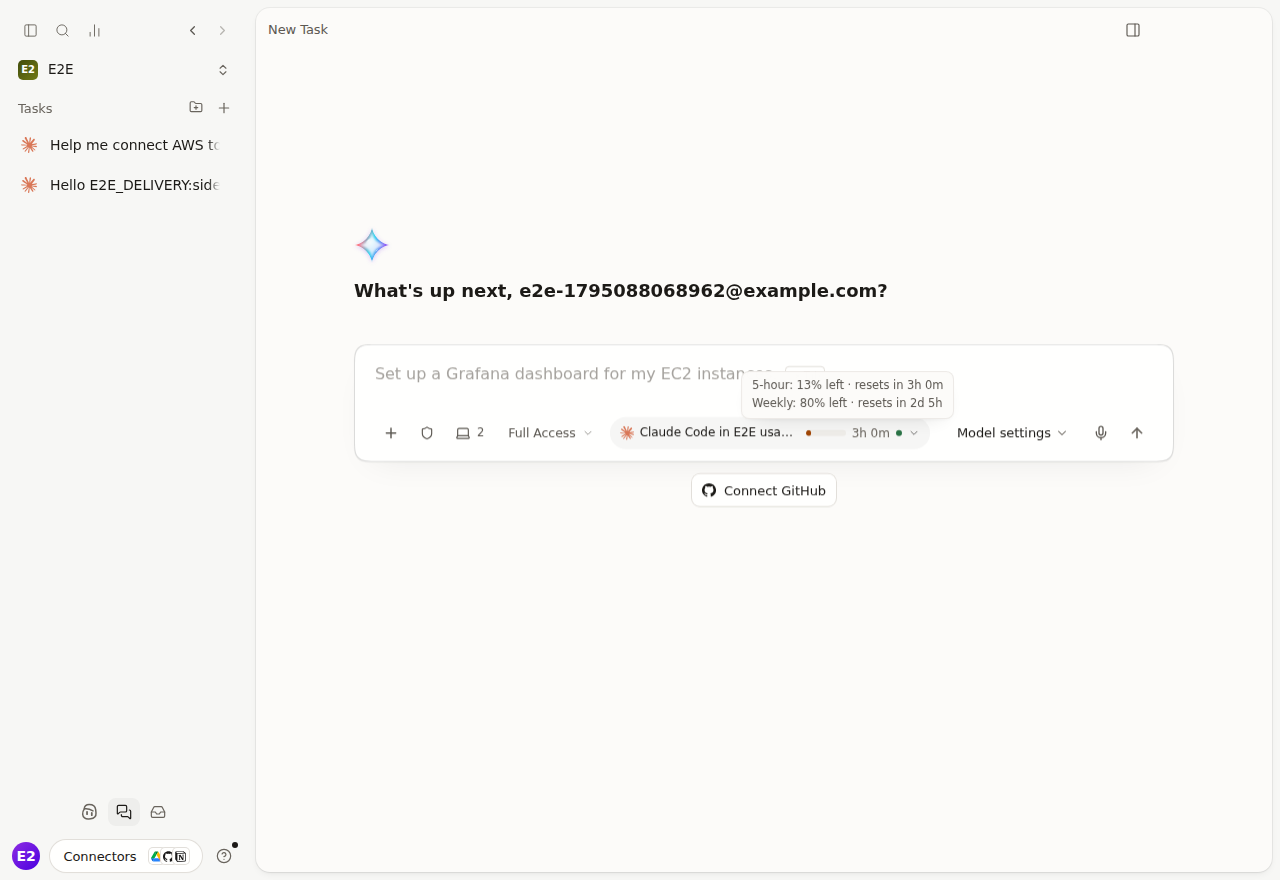 New Task
E2 E2E
Tasks
Help me connect AWS to
Hello E2E_DELIVERY:side
What's up next, e2e-1795088068962@example.com?
Set up a Grafana dashboard for my EC2 instances
5-hour: 13% left · resets in 3h 0m
Weekly: 80% left · resets in 2d 5h
2 Full Access Claude Code in E2E usa... 3h 0m Model settings
Connect GitHub
E2 Connectors